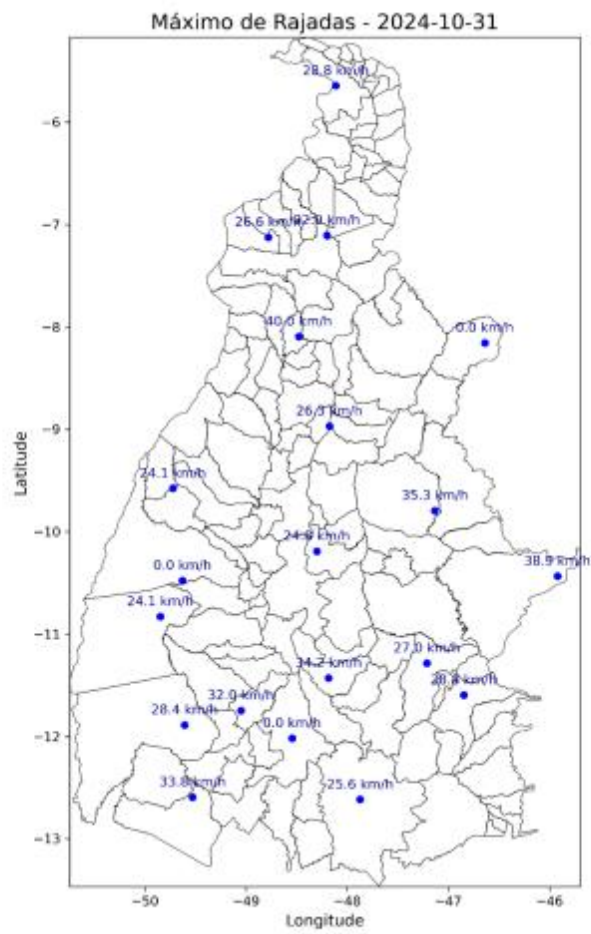 Máximo de Rajadas - 2024-10-31
28.8 km/h
−6
26.6 km/h
km/h
−7
40.0 km/h
0.0 km/h
−8
26.3 km/h
−9
24.1 km/h
35.3 km/h
−10
km/h
38.9 km/h
0.0 km/h
24.1 km/h
−11
27.0 km/h
34.2 km/h
km/h
32.0 km/h
28.4 km/h
0.0 km/h
−12
33.8 km/h
25.6 km/h
−13
Latitude
−50
−49
−48
−47
−46
Longitude